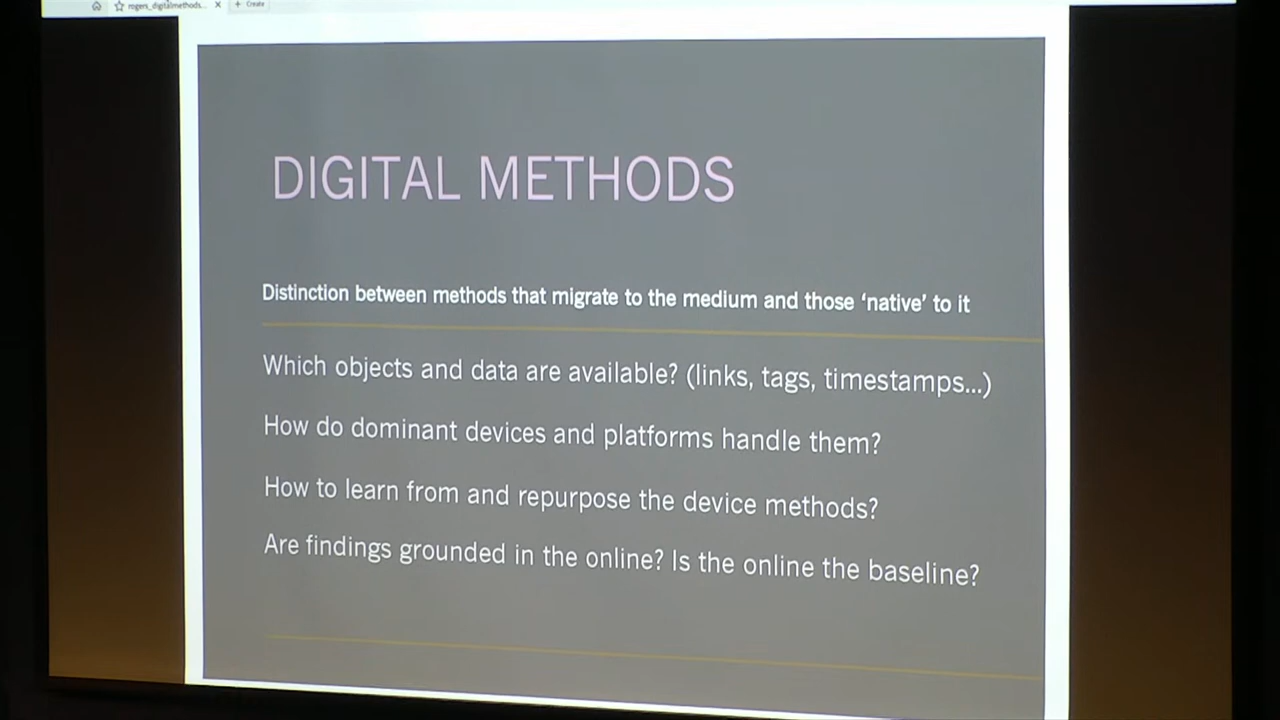 rogers_digitalmethods...
Create
DIGITAL METHODS
Distinction between methods that migrate to the medium and those ‘native’ to it
Which objects and data are available? (links, tags, timestamps...)
How do dominant devices and platforms handle them?
How to learn from and repurpose the device methods?
Are findings grounded in the online? Is the online the baseline?